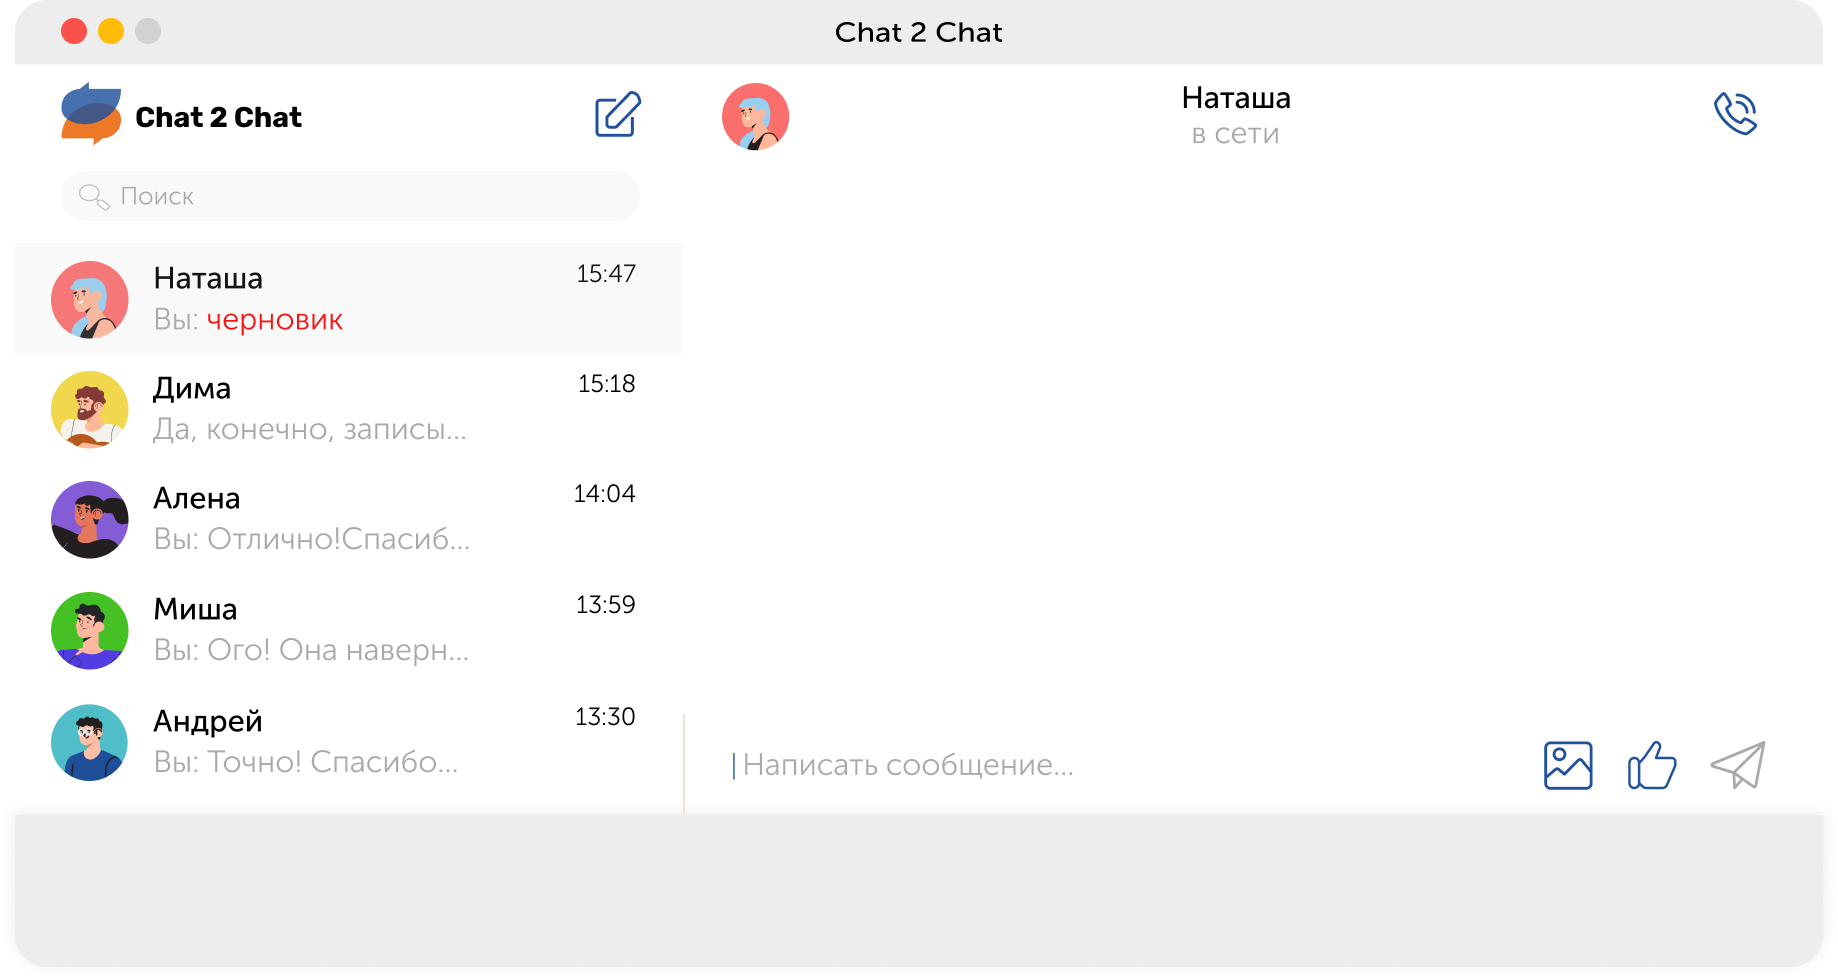 Chat 2 Chat
Chat 2 Chat
Поиск
Наташа
15:47
Вы: черновик
Дима
15:18
Да, конечно, записы...
Алена
14:04
Вы: Отлично!Спасиб...
Миша
13:59
Вы: Ого! Она наверн...
Андрей
13:30
Вы: Точно! Спасибо...
Наташа
в сети
Написать сообщение...